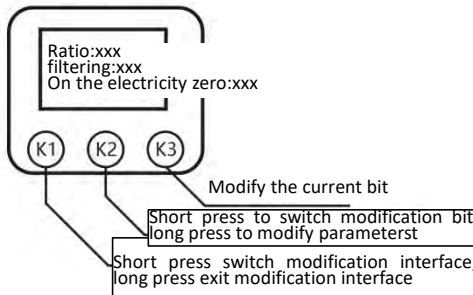 Ratio:xxx
filtering:xxx
On the electricity zero:xxx
K1 K2 K3
Modify the current bit
Short press to switch modification bit
long press to modify parameterst
Short press switch modification interface,
long press exit modification interface